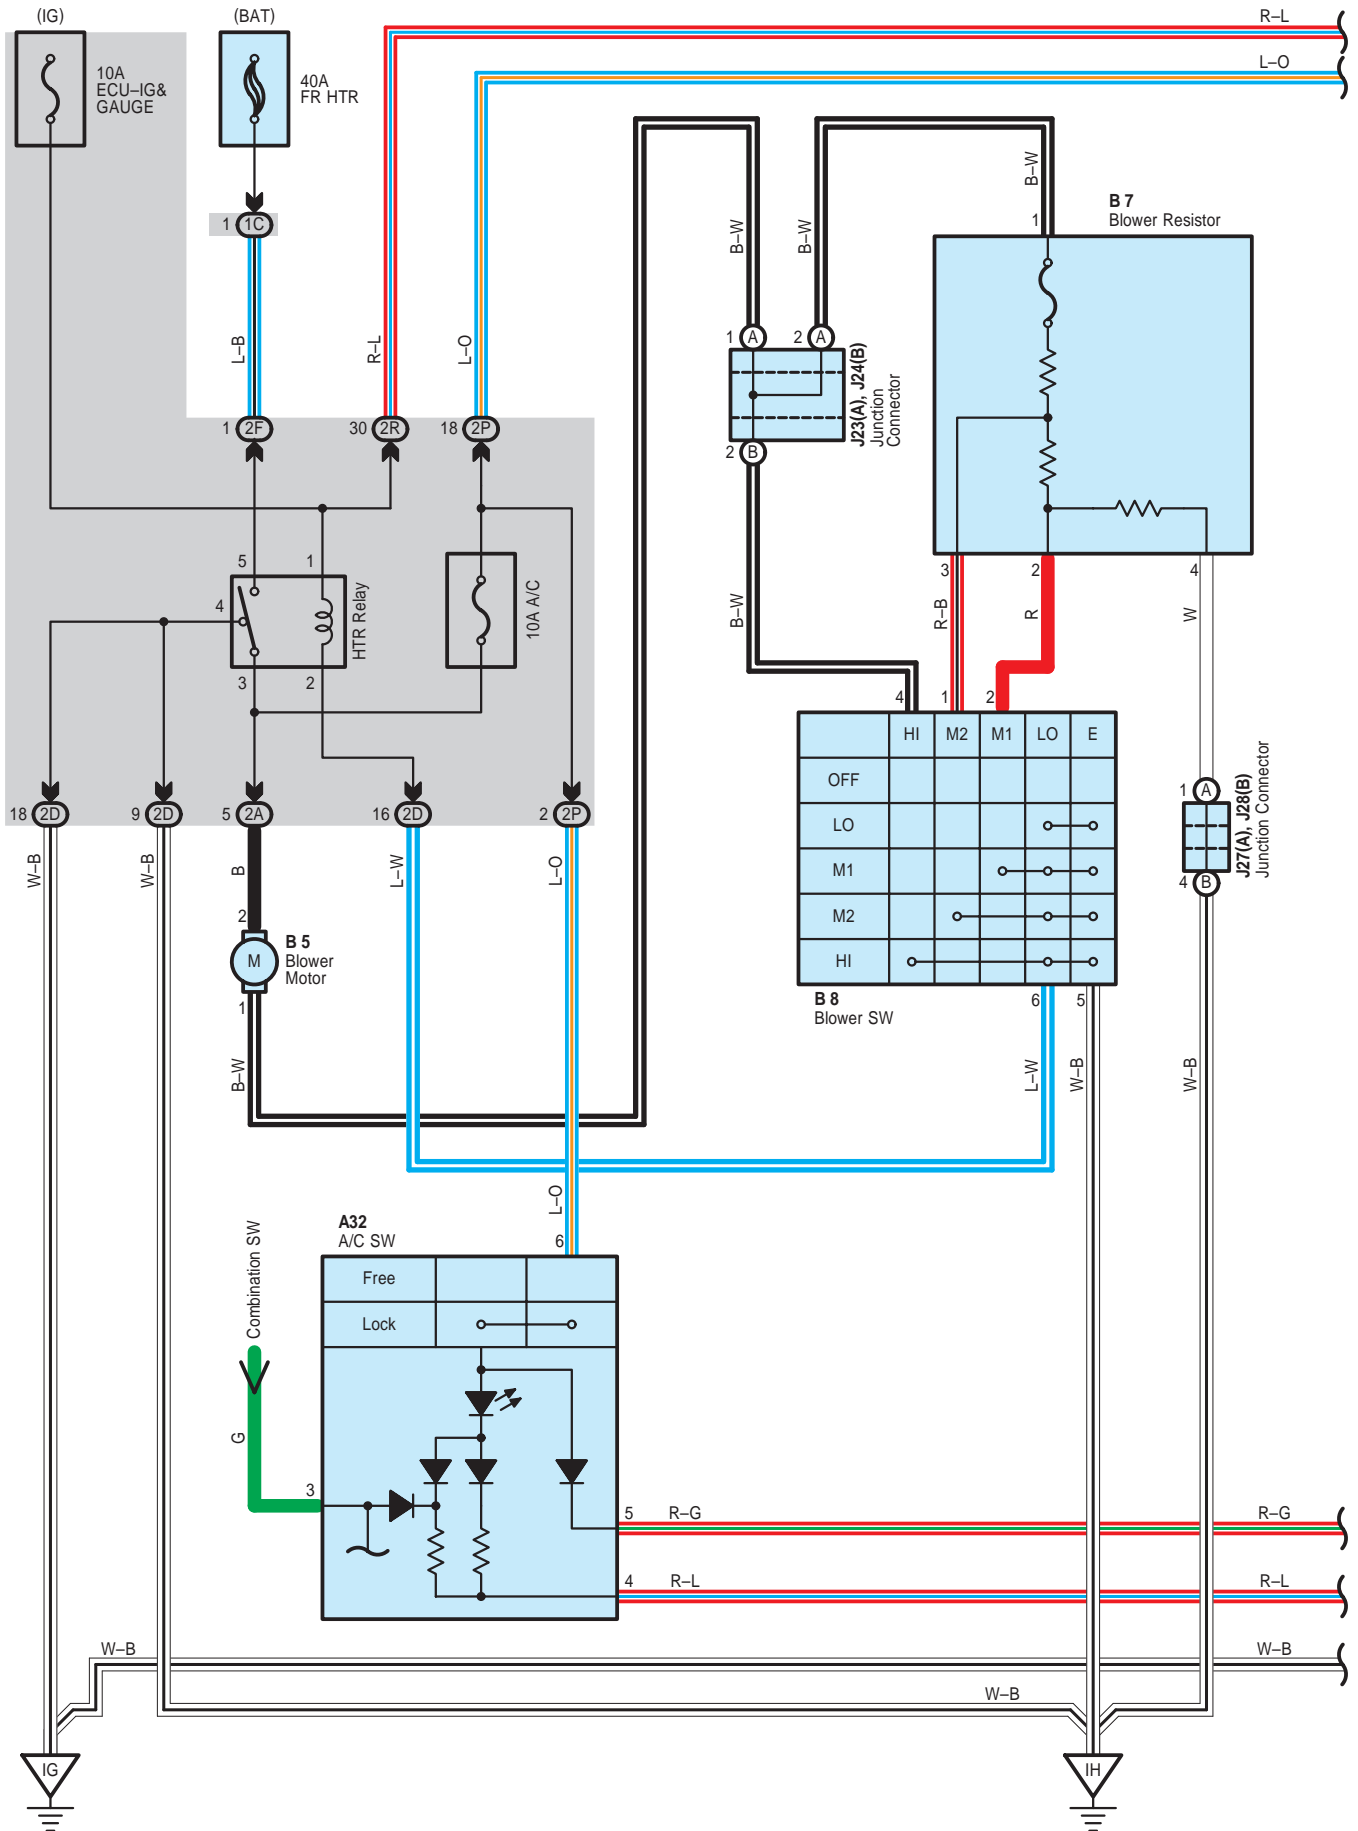 (IG)
(BAT)
R–L
L–O
10A
ECU–IG&
GAUGE
40A
FR HTR
1 1C
L–B
R–L
L–O
1 2F
30 2R
18 2P
B–W
B–W
B–W
B 7
Blower Resistor
1
1 A
2 A
J23(A), J24(B)
Junction
Connector
2 B
5
1
4
HTR Relay
10A A/C
3
2
B–W
3
2
4
R–B
R
W
4
1
2
HI M2 M1 LO E
OFF
LO
M1
M2
HI
B 8
Blower SW
6
5
1 A
J27(A), J28(B)
Junction Connector
4 B
18 2D
9 2D
5 2A
16 2D
2 2P
W–B
W–B
B
L–W
L–O
2
M
B 5
Blower
Motor
1
B–W
L–W
W–B
W–B
L–O
A32
A/C SW
6
Combination SW
Free
Lock
G
3
5
R–G
R–G
4
R–L
R–L
W–B
W–B
W–B
IG
IH